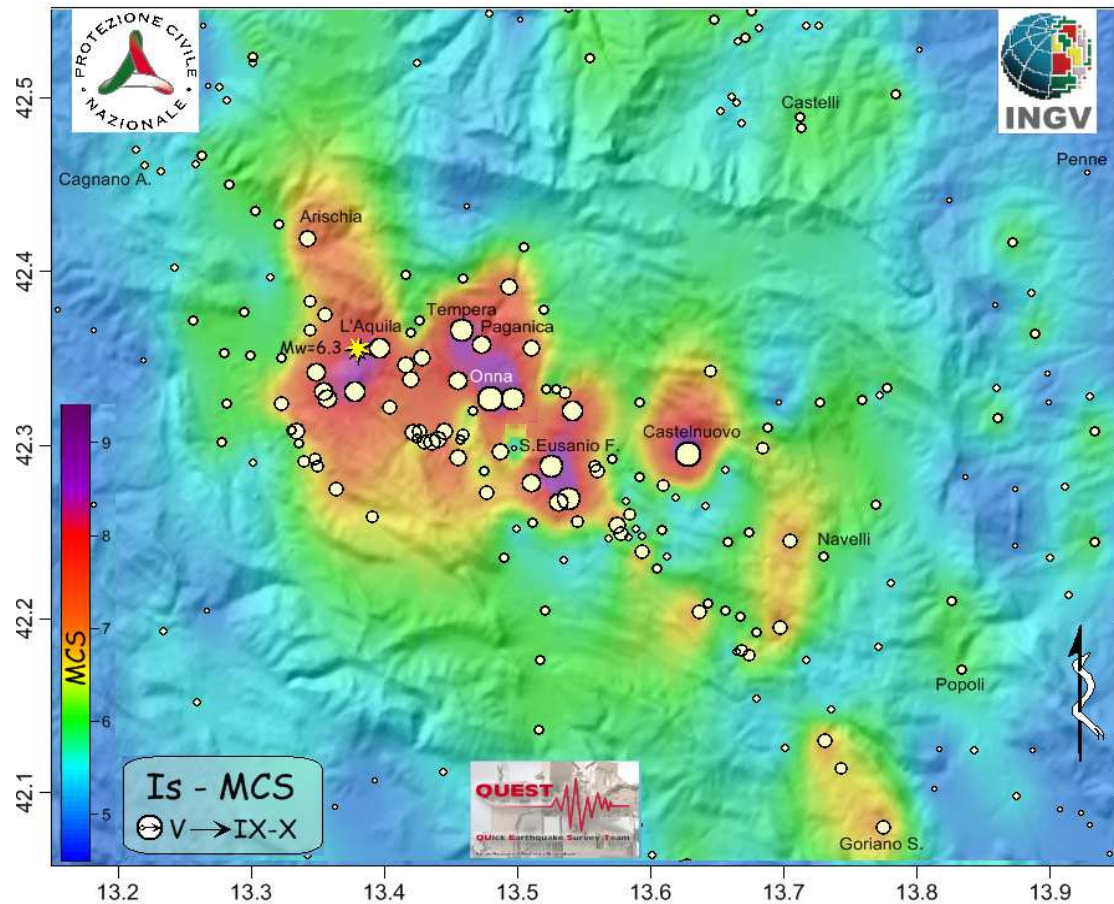 PROTEZIONE CIVILE
NAZIONALE
INGV
Castelli
Penne
Cagnano A.
Arischia
Tempera
L'Aquila
Paganica
Mw=6.3
Onna
S.Eusanio F.
Castelnuovo
Navelli
Popoli
Goriano S.
42.5
42.4
42.3
42.2
42.1
9
8
7
6
5
MCS
Is - MCS
V → IX-X
QUEST
QUick Earthquake Survey Team
13.2 13.3 13.4 13.5 13.6 13.7 13.8 13.9